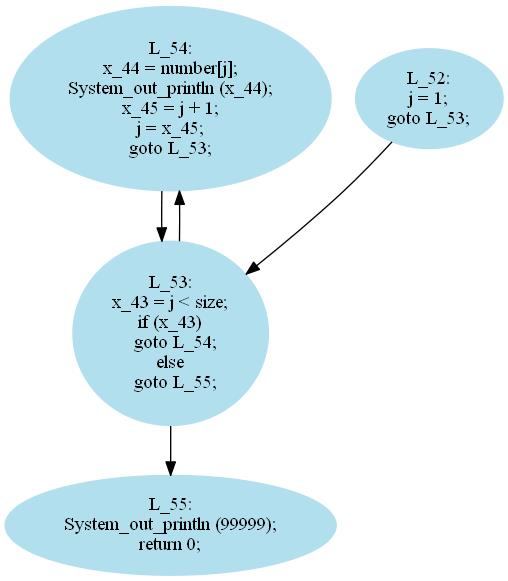 L_54:
x_44 = number[j];
System_out_println (x_44);
x_45 = j + 1;
j = x_45;
goto L_53;
L_52:
j = 1;
goto L_53;
L_53:
x_43 = j < size;
if (x_43)
goto L_54;
else
goto L_55;
L_55:
System_out_println (99999);
return 0;